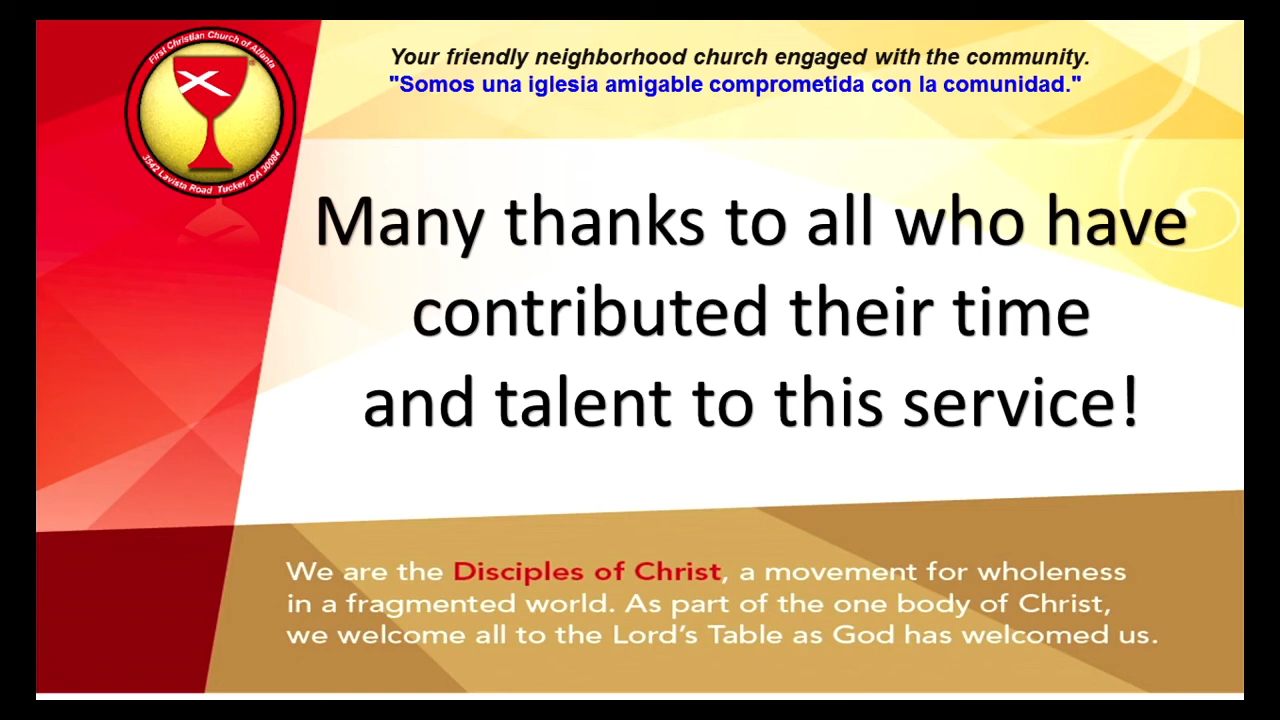 First Christian Church of Atlanta
3542 Lavista Road Tucker, GA 30084
Your friendly neighborhood church engaged with the community.
"Somos una iglesia amigable comprometida con la comunidad."
Many thanks to all who have
contributed their time
and talent to this service!
We are the Disciples of Christ, a movement for wholeness
in a fragmented world. As part of the one body of Christ,
we welcome all to the Lord's Table as God has welcomed us.